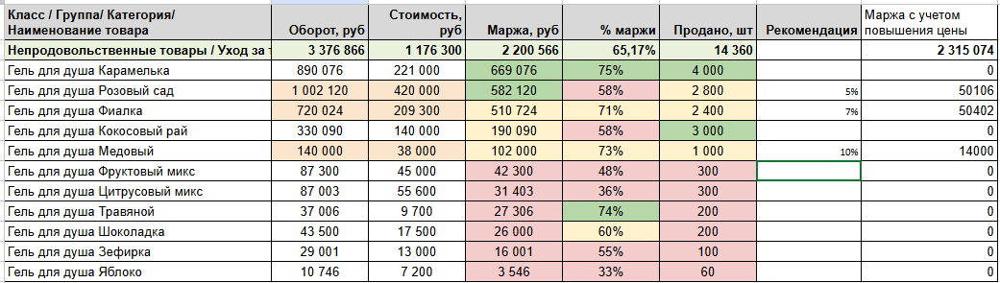 Класс / Группа/ Категория/ Наименование товара Оборот, руб Стоимость, руб Маржа, руб % маржи Продано, шт Рекомендация Маржа с учетом повышения цены
Непродовольственные товары / Уход за т 3 376 866 1 176 300 2 200 566 65,17% 14 360 2 315 074
Гель для душа Карамелька 890 076 221 000 669 076 75% 4 000 0
Гель для душа Розовый сад 1 002 120 420 000 582 120 58% 2 800 5% 50106
Гель для душа Фиалка 720 024 209 300 510 724 71% 2 400 7% 50402
Гель для душа Кокосовый рай 330 090 140 000 190 090 58% 3 000 0
Гель для душа Медовый 140 000 38 000 102 000 73% 1 000 10% 14000
Гель для душа Фруктовый микс 87 300 45 000 42 300 48% 300 0
Гель для душа Цитрусовый микс 87 003 55 600 31 403 36% 300 0
Гель для душа Травяной 37 006 9 700 27 306 74% 200 0
Гель для душа Шоколадка 43 500 17 500 26 000 60% 200 0
Гель для душа Зефирка 29 001 13 000 16 001 55% 100 0
Гель для душа Яблоко 10 746 7 200 3 546 33% 60 0